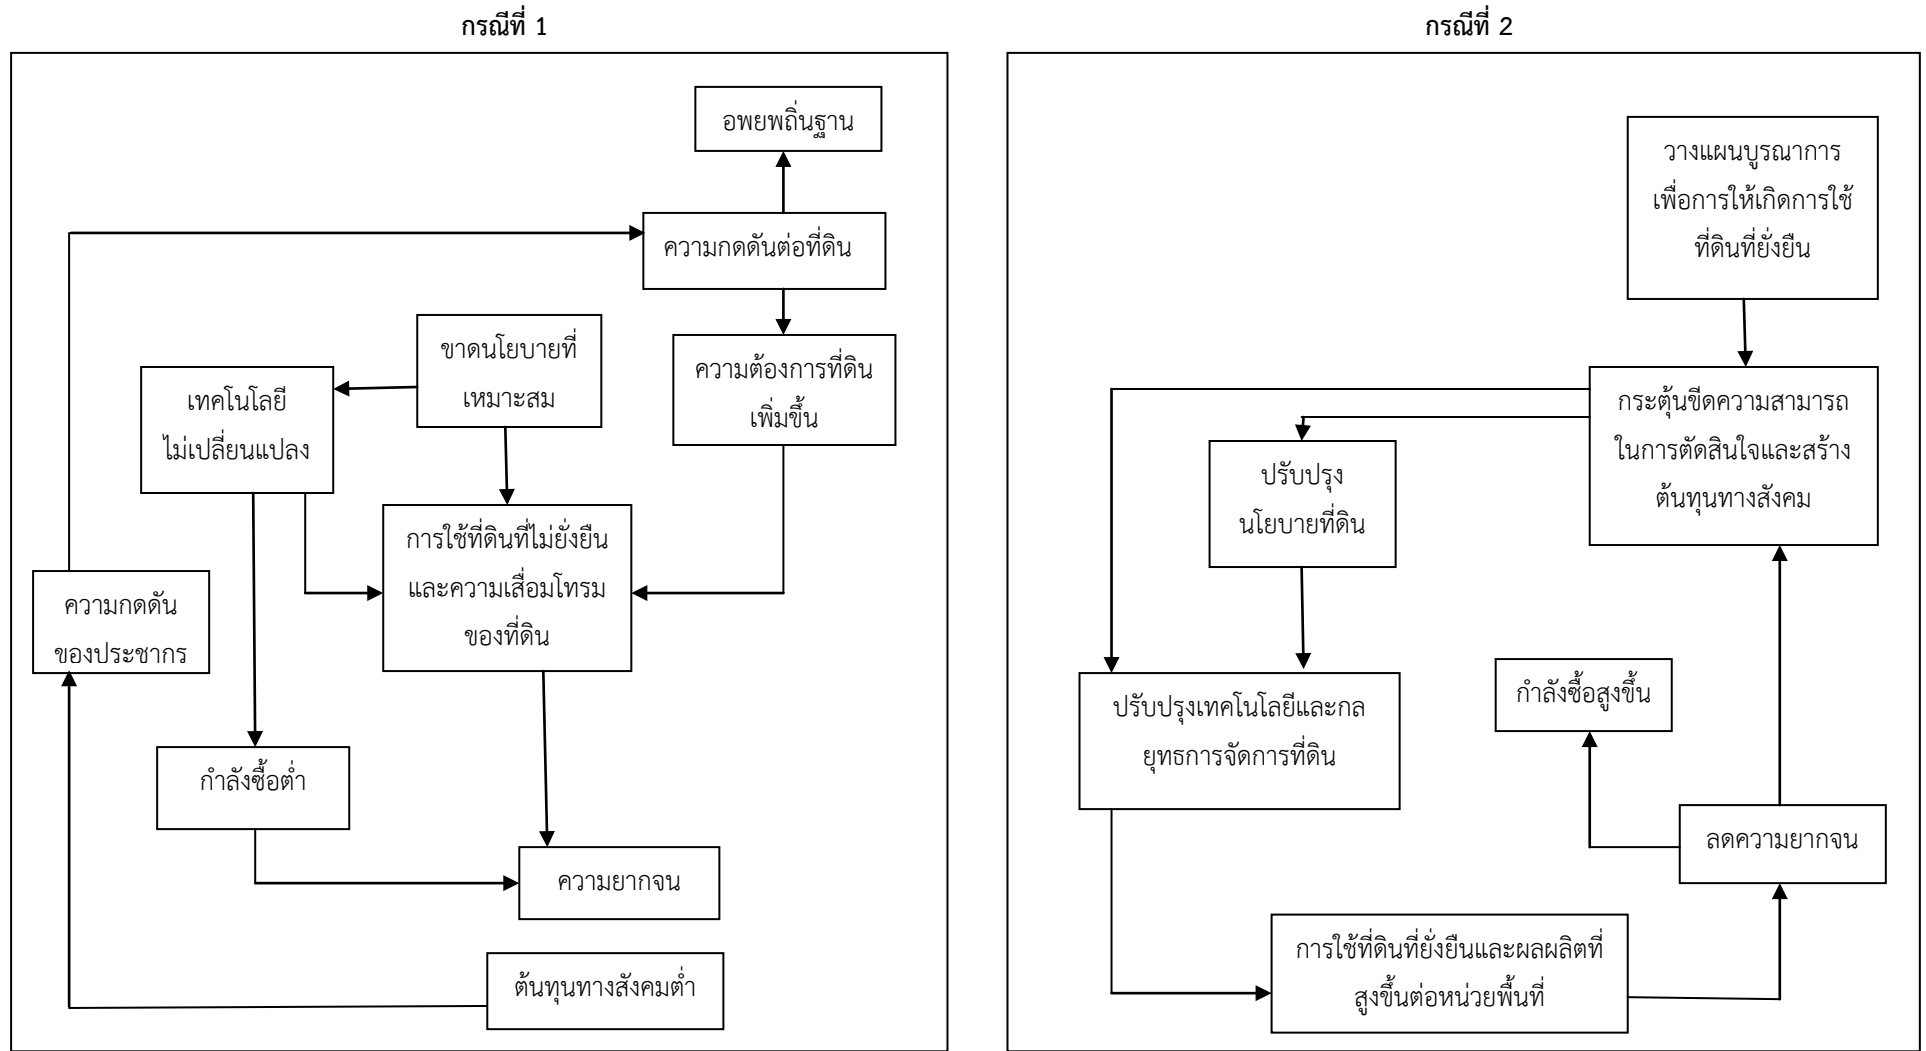 กรณีที่ 1
อพยพถิ่นฐาน
ความกดดันต่อที่ดิน
ขาดนโยบายที่
เหมาะสม
ความต้องการที่ดิน
เพิ่มขึ้น
เทคโนโลยี
ไม่เปลี่ยนแปลง
การใช้ที่ดินที่ไม่ยั่งยืน
และความเสื่อมโทรม
ของที่ดิน
ความกดดัน
ของประชากร
กำลังซื้อต่ำ
ความยากจน
ต้นทุนทางสังคมต่ำ
กรณีที่ 2
วางแผนบูรณาการ
เพื่อการให้เกิดการใช้
ที่ดินที่ยั่งยืน
กระตุ้นขีดความสามารถ
ในการตัดสินใจและสร้าง
ต้นทุนทางสังคม
ปรับปรุง
นโยบายที่ดิน
ปรับปรุงเทคโนโลยีและกล
ยุทธการจัดการที่ดิน
กำลังซื้อสูงขึ้น
ลดความยากจน
การใช้ที่ดินที่ยั่งยืนและผลผลิตที่
สูงขึ้นต่อหน่วยพื้นที่